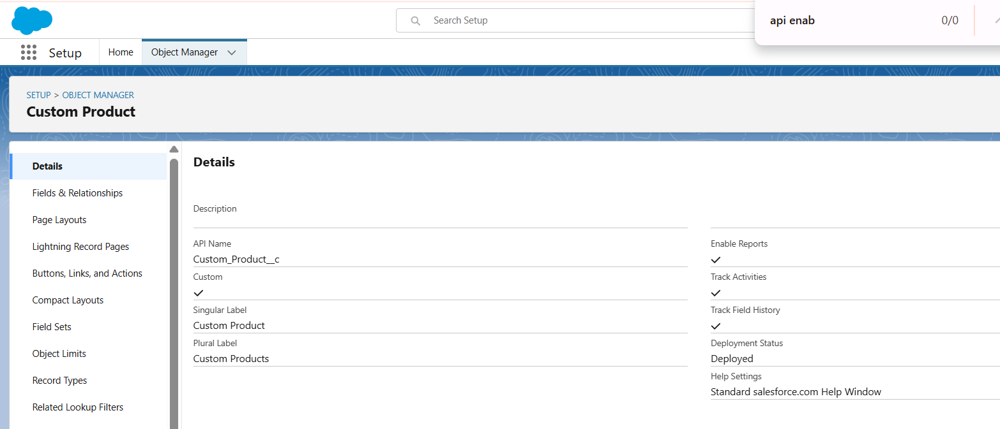 Search Setup
api enab
0/0
Setup
Home
Object Manager
SETUP > OBJECT MANAGER
Custom Product
Details
Fields & Relationships
Page Layouts
Lightning Record Pages
Buttons, Links, and Actions
Compact Layouts
Field Sets
Object Limits
Record Types
Related Lookup Filters
Details
Description
API Name
Custom_Product__c
Custom
Singular Label
Custom Product
Plural Label
Custom Products
Enable Reports
Track Activities
Track Field History
Deployment Status
Deployed
Help Settings
Standard salesforce.com Help Window